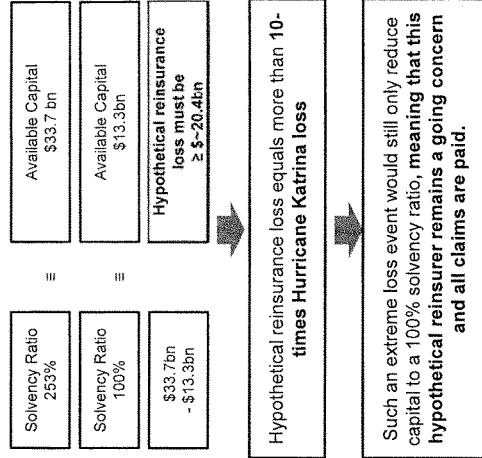 Solvency Ratio
253%
=
Available Capital
$33.7 bn
Solvency Ratio
100%
=
Available Capital
$13.3bn
$33.7bn
- $13.3bn
Hypothetical reinsurance
loss must be
≥ $~20.4bn
Hypothetical reinsurance loss equals more than 10-
times Hurricane Katrina loss
Such an extreme loss event would still only reduce
capital to a 100% solvency ratio, meaning that this
hypothetical reinsurer remains a going concern
and all claims are paid.